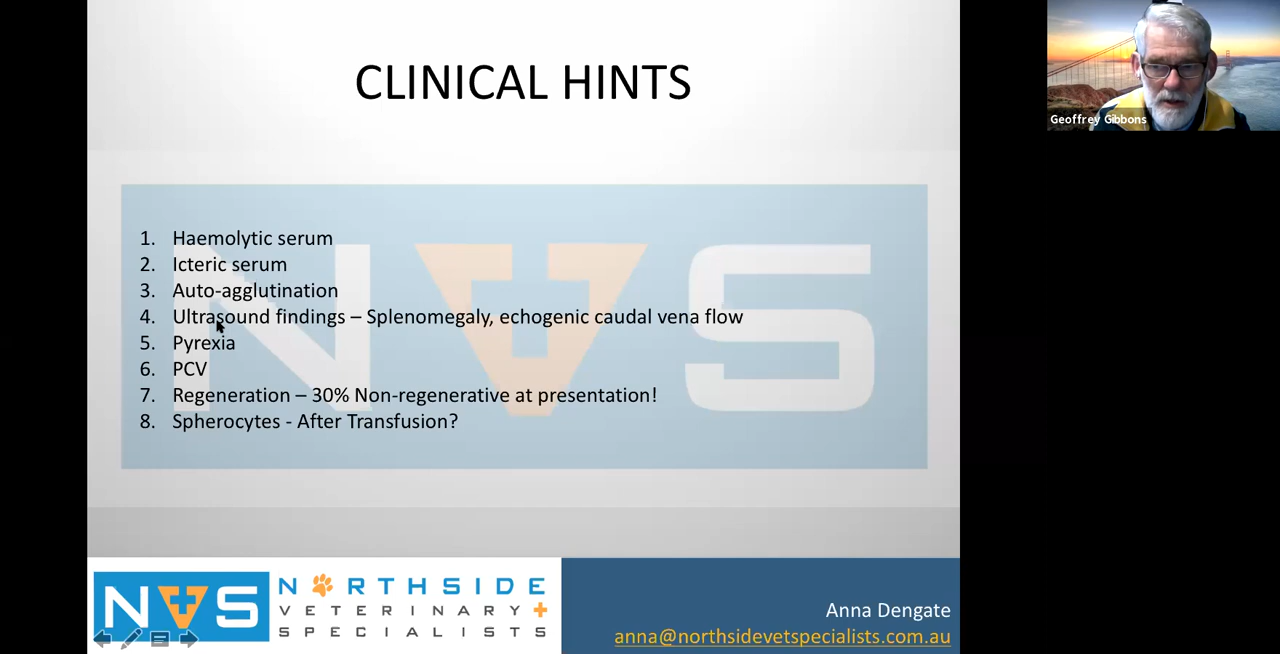 CLINICAL HINTS
Geoffrey Gibbons
1. Haemolytic serum
2. Icteric serum
3. Auto-agglutination
4. Ultrasound findings – Splenomegaly, echogenic caudal vena flow
5. Pyrexia
6. PCV
7. Regeneration – 30% Non-regenerative at presentation!
8. Spherocytes - After Transfusion?
NVS
NVS
NORTHSIDE
VETERINARY
SPECIALISTS
Anna Dengate
anna@northsidevetspecialists.com.au